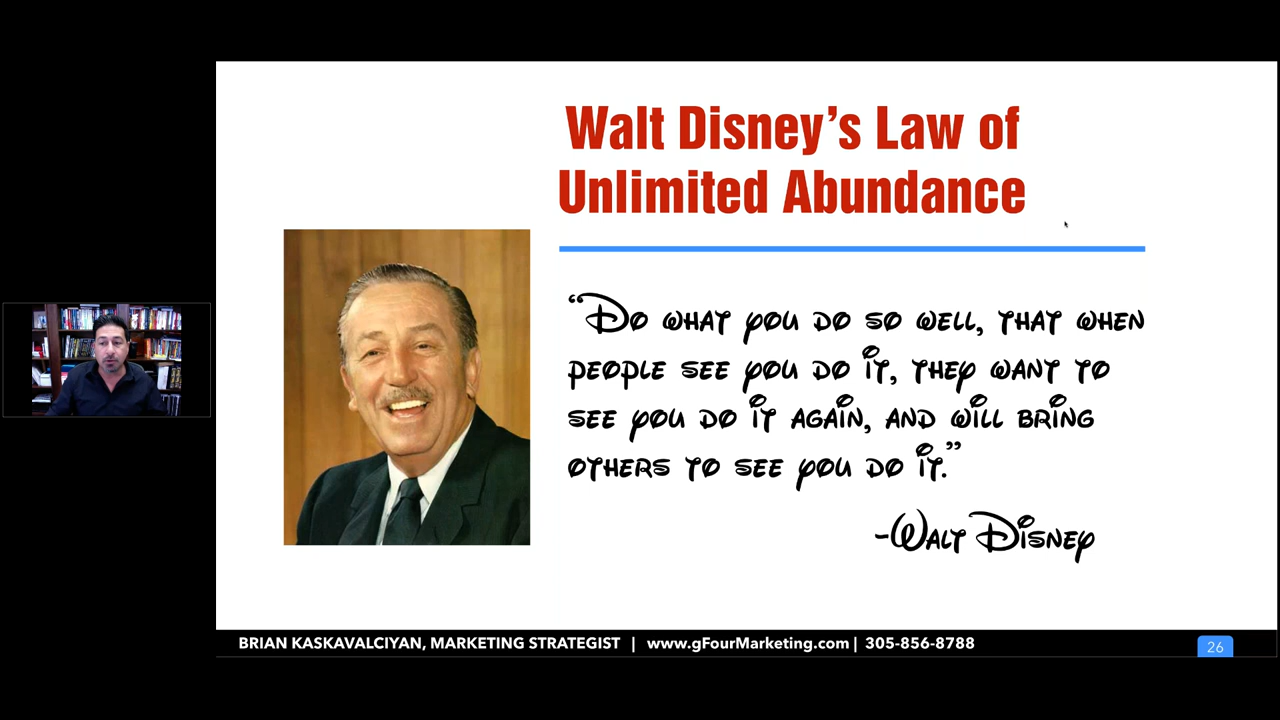 Walt Disney’s Law of
Unlimited Abundance
“Do what you do so well, that when
people see you do it, they want to
see you do it again, and will bring
others to see you do it.”
-Walt Disney
BRIAN KASKAVALCIYAN, MARKETING STRATEGIST | www.gFourMarketing.com | 305-856-8788
26